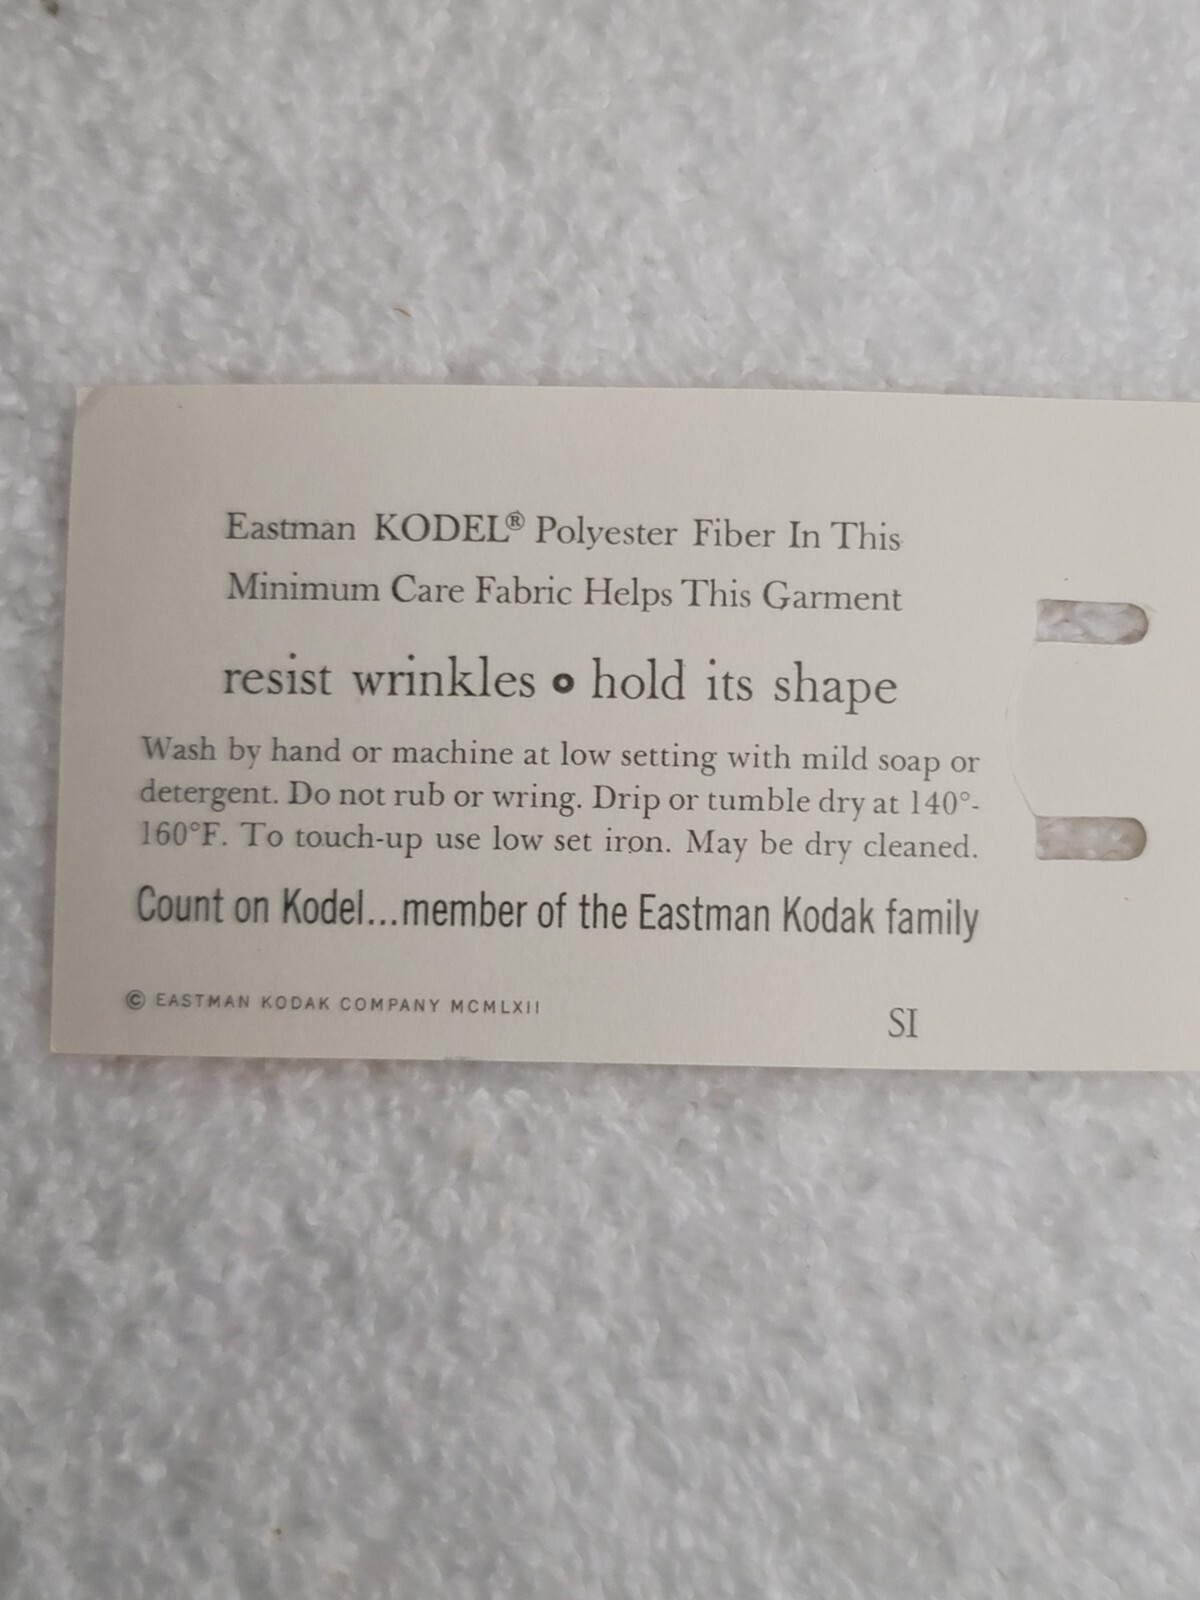 Eastman KODEL® Polyester Fiber In This
Minimum Care Fabric Helps This Garment
resist wrinkles • hold its shape
Wash by hand or machine at low setting with mild soap or
detergent. Do not rub or wring. Drip or tumble dry at 140°-
160°F. To touch-up use low set iron. May be dry cleaned.
Count on Kodel...member of the Eastman Kodak family
© EASTMAN KODAK COMPANY MCMLXII
SI